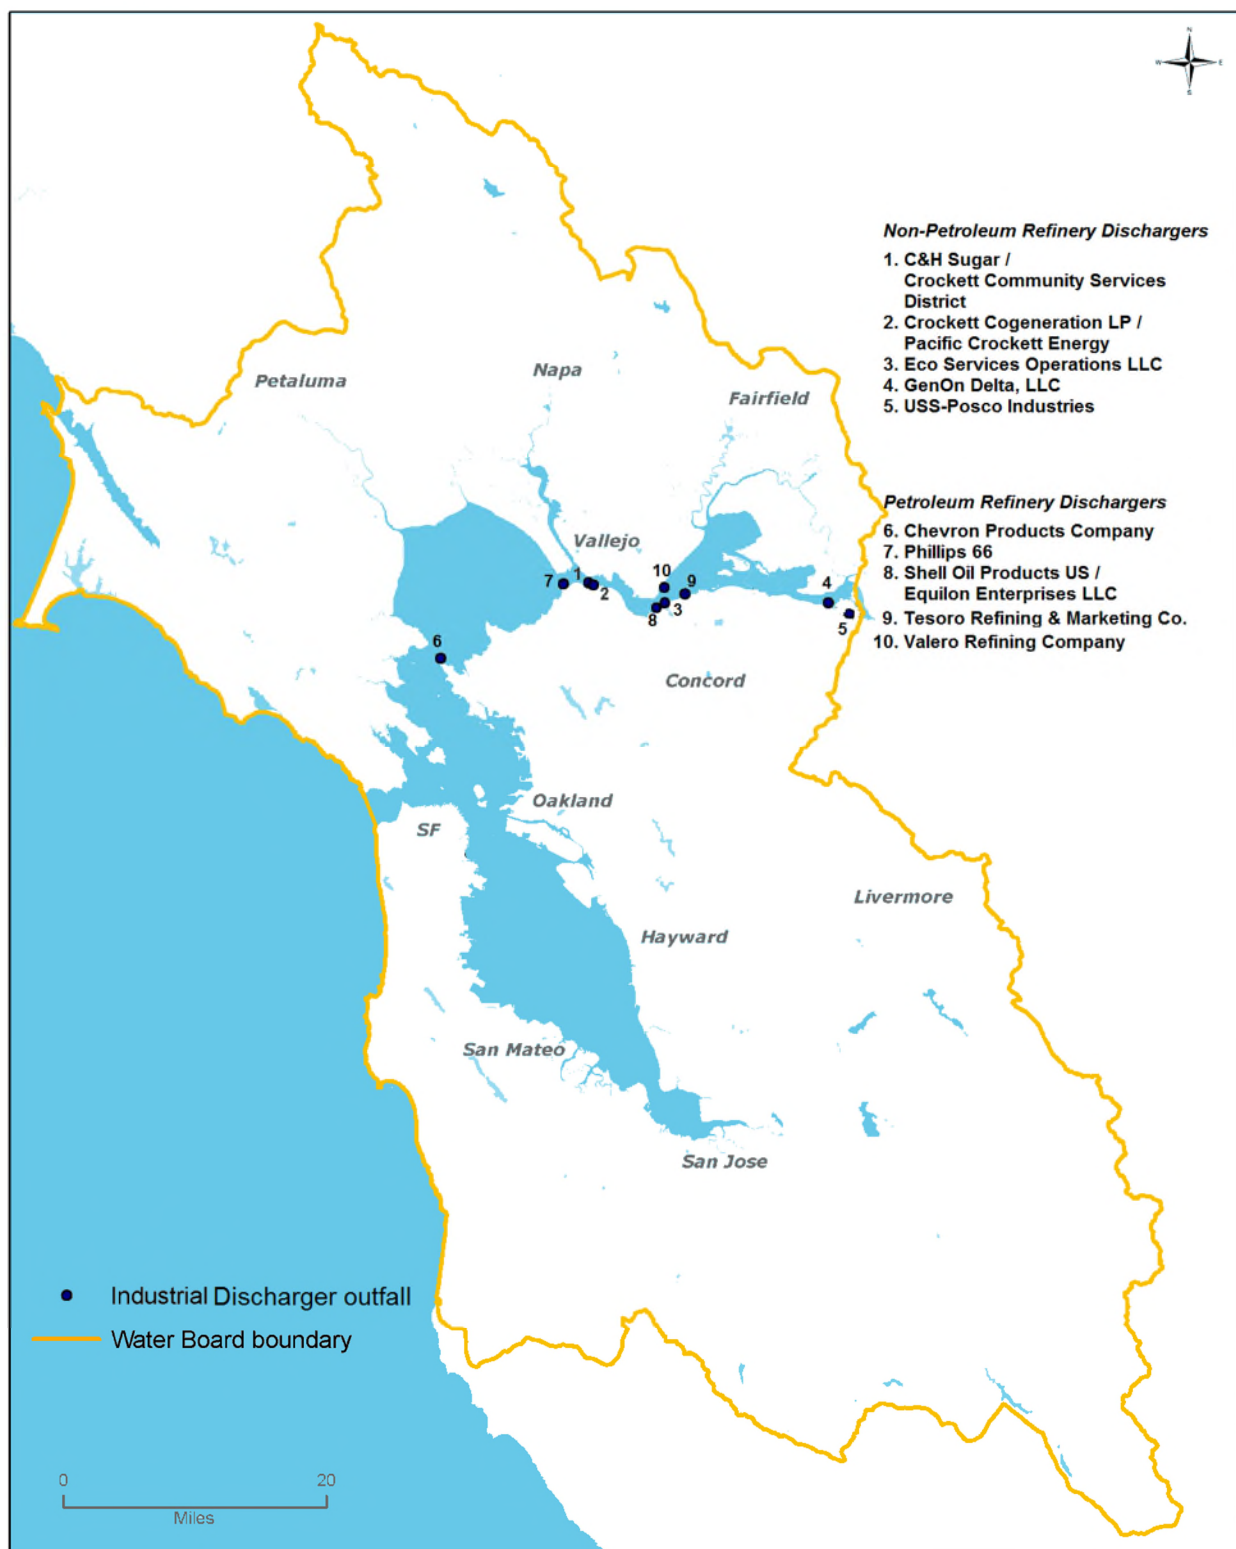 N
W E
S
Non-Petroleum Refinery Dischargers
1. C&H Sugar /
Crockett Community Services
District
2. Crockett Cogeneration LP /
Pacific Crockett Energy
3. Eco Services Operations LLC
4. GenOn Delta, LLC
5. USS-Posco Industries
Petroleum Refinery Dischargers
6. Chevron Products Company
7. Phillips 66
8. Shell Oil Products US /
Equilon Enterprises LLC
9. Tesoro Refining & Marketing Co.
10. Valero Refining Company
Petaluma
Napa
Fairfield
Vallejo
7
1
2
10
9
8
3
4
5
6
Concord
Oakland
SF
Livermore
Hayward
San Mateo
San Jose
Industrial Discharger outfall
Water Board boundary
0 20
Miles